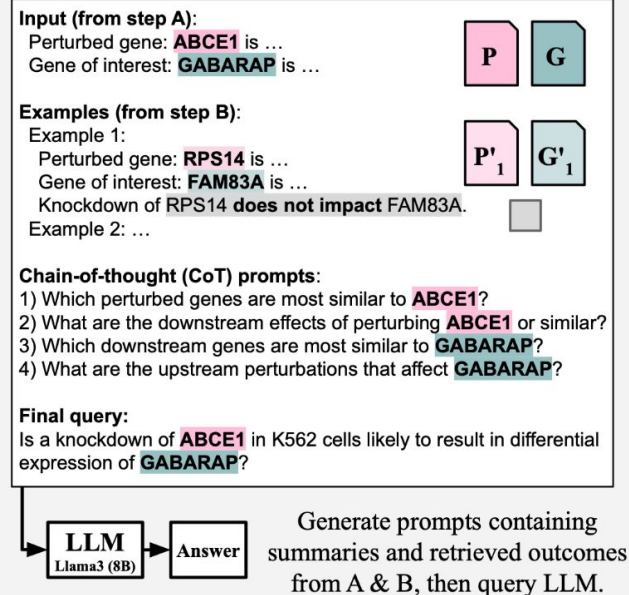 Input (from step A):
Perturbed gene: ABCE1 is ...
Gene of interest: GABARAP is ...
P G
Examples (from step B):
Example 1:
Perturbed gene: RPS14 is ...
Gene of interest: FAM83A is ...
Knockdown of RPS14 does not impact FAM83A.
Example 2: ...
P'1 G'1
Chain-of-thought (CoT) prompts:
1) Which perturbed genes are most similar to ABCE1?
2) What are the downstream effects of perturbing ABCE1 or similar?
3) Which downstream genes are most similar to GABARAP?
4) What are the upstream perturbations that affect GABARAP?
Final query:
Is a knockdown of ABCE1 in K562 cells likely to result in differential
expression of GABARAP?
LLM
Llama3 (8B)
Answer
Generate prompts containing
summaries and retrieved outcomes
from A & B, then query LLM.